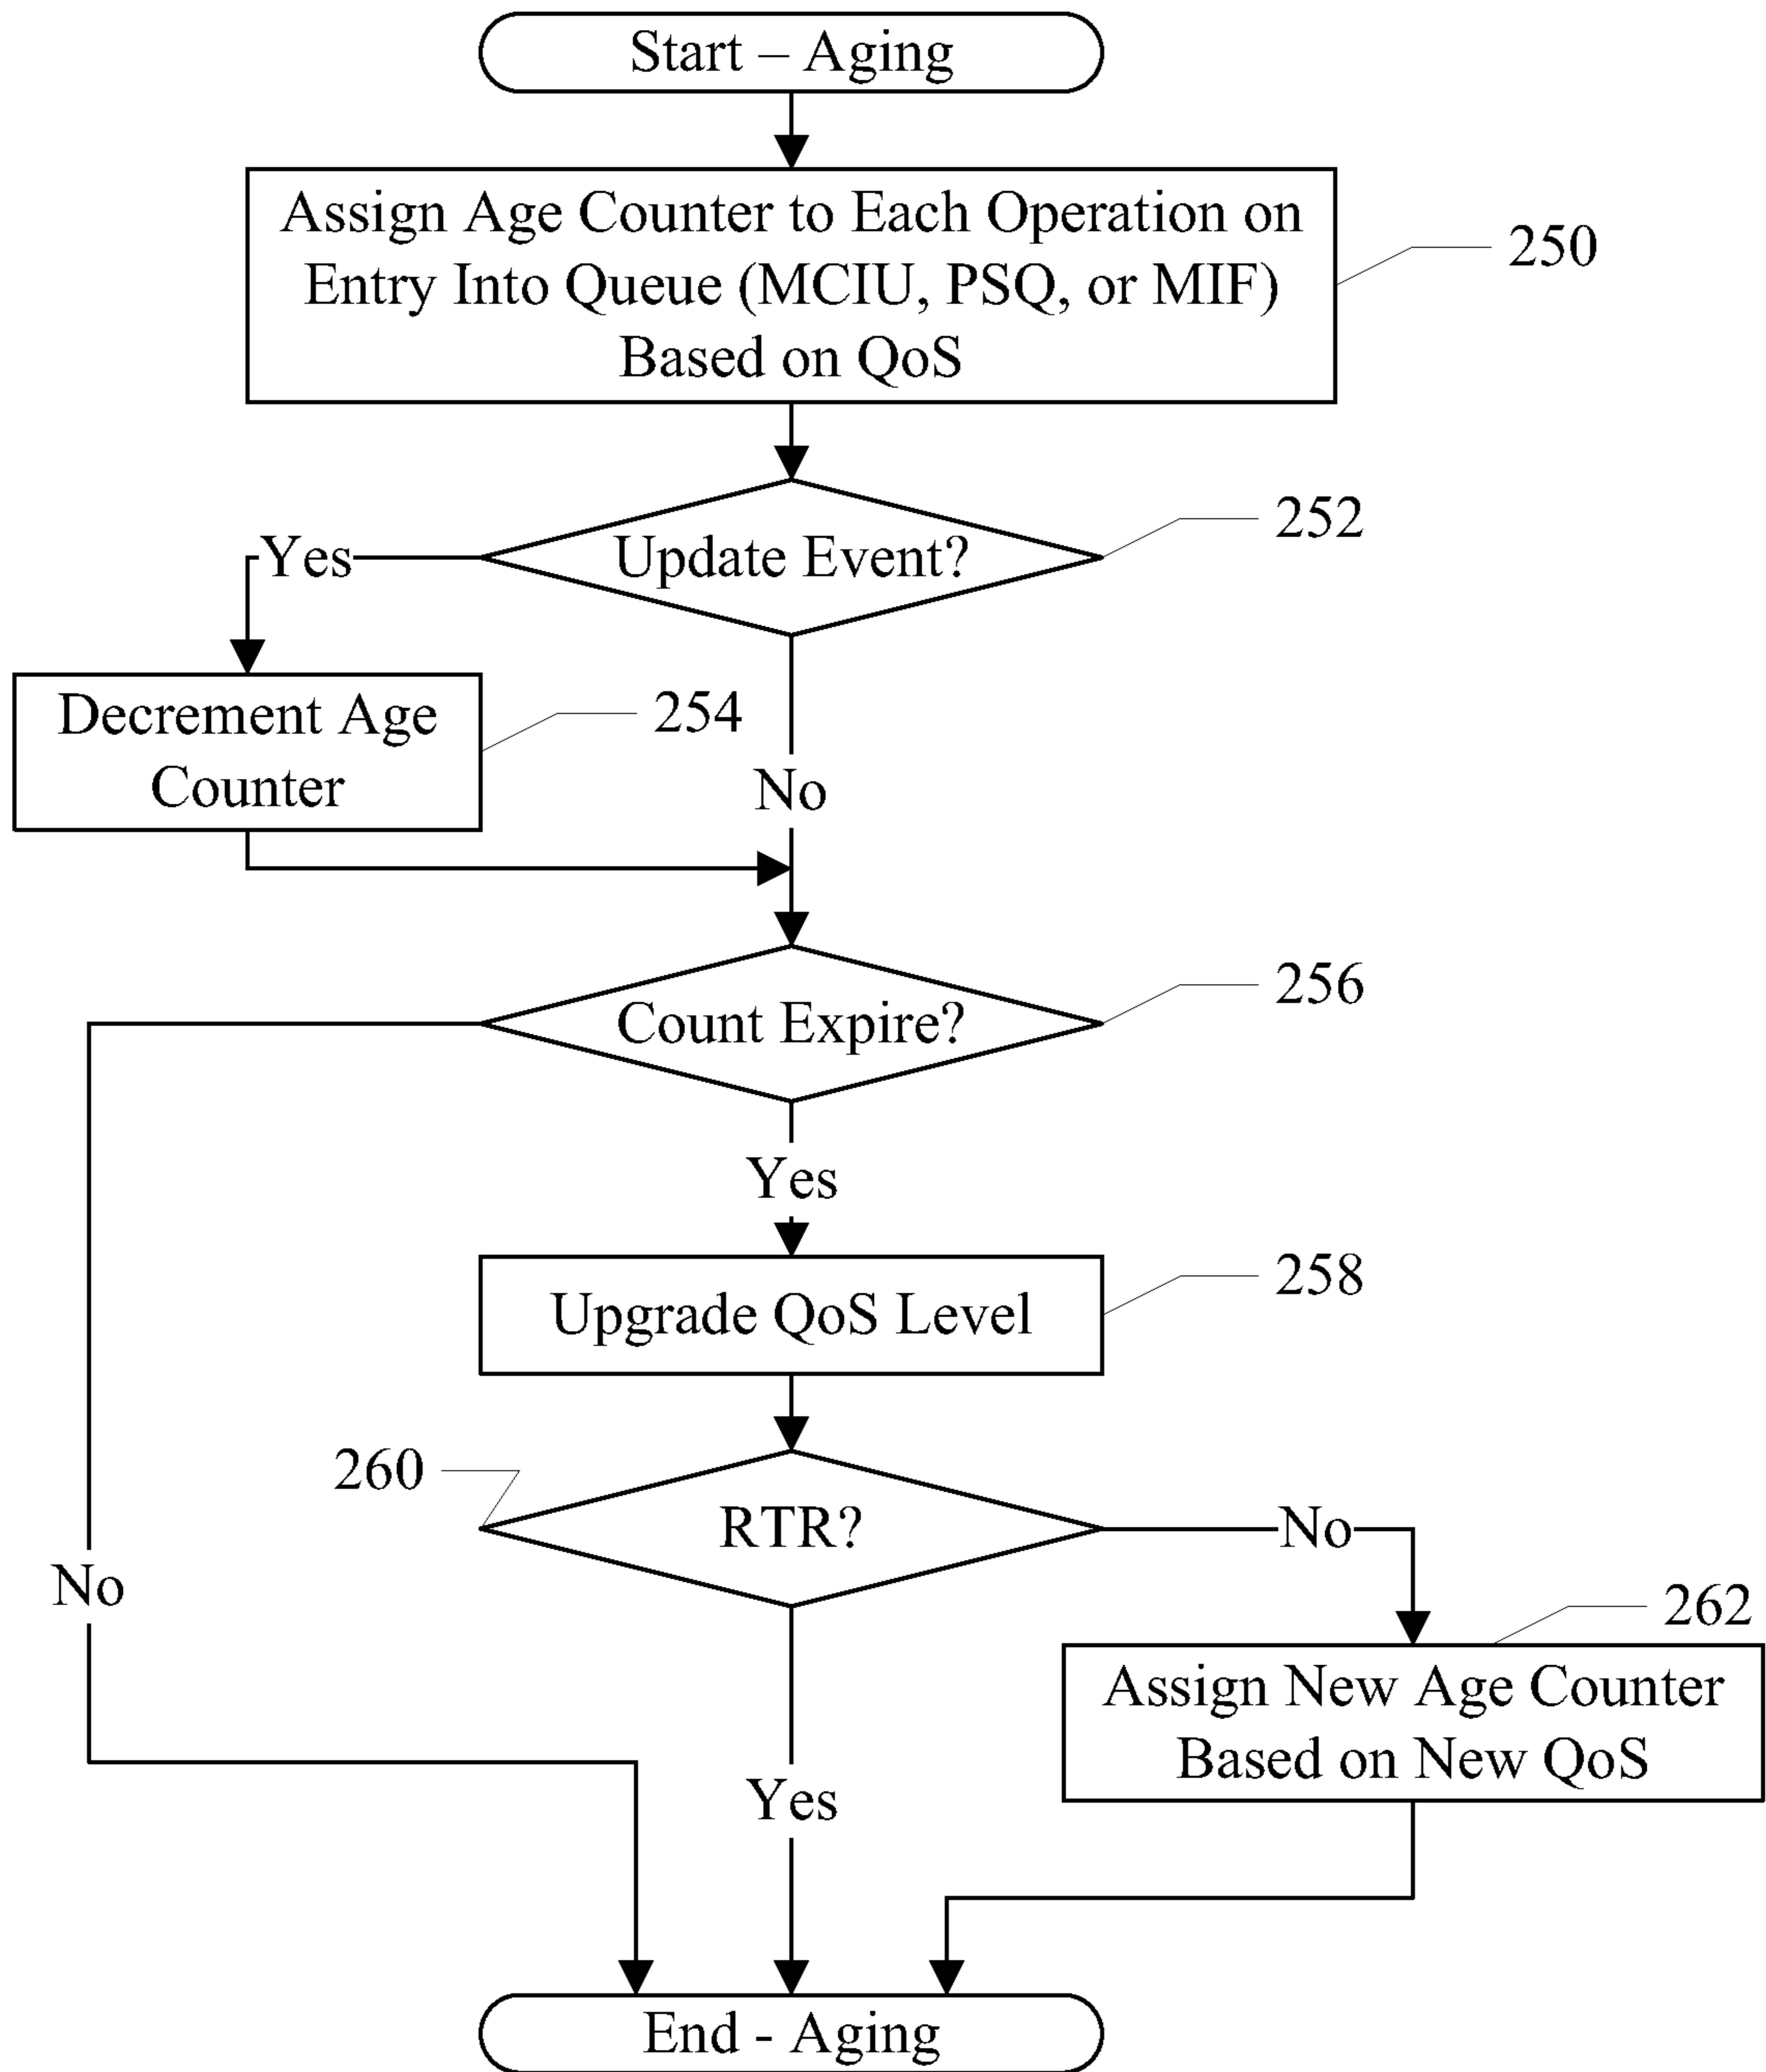 Start – Aging
Assign Age Counter to Each Operation on
Entry Into Queue (MCIU, PSQ, or MIF)
Based on QoS
250
252
Yes
Update Event?
Decrement Age
Counter
254
No
256
Count Expire?
Yes
258
Upgrade QoS Level
260
RTR?
No
No
262
Assign New Age Counter
Based on New QoS
Yes
End - Aging